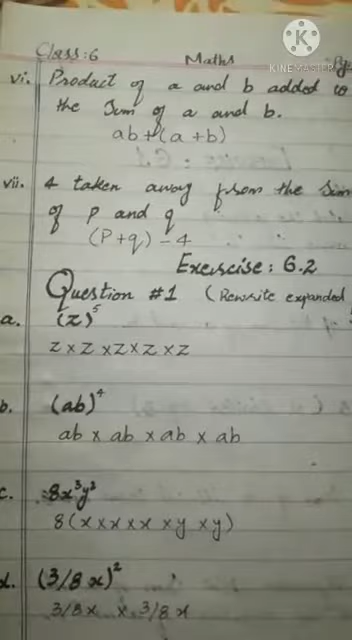 KINEMASTER
Class:6 Maths
vi. Product of a and b added to
the Sum of a and b.
ab+(a+b)
vii. 4 taken away from the Sum
of P and q
(P+q) - 4
Exercise: 6.2
Question #1 (Rewrite expanded
a. (Z)⁵
Z x Z x Z x Z x Z
b. (ab)⁴
ab x ab x ab x ab
c. 8x³y²
8(x x x x x x y x y)
d. (3/8 x)²
3/8 x x 3/8 x